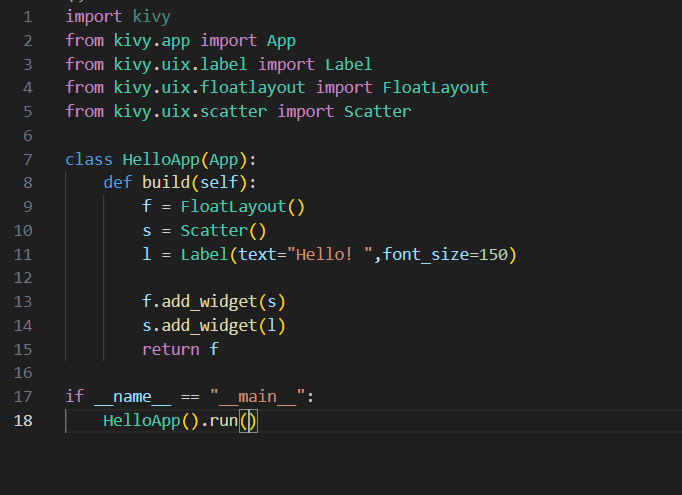 1 import kivy
2 from kivy.app import App
3 from kivy.uix.label import Label
4 from kivy.uix.floatlayout import FloatLayout
5 from kivy.uix.scatter import Scatter
6
7 class HelloApp(App):
8     def build(self):
9         f = FloatLayout()
10         s = Scatter()
11         l = Label(text="Hello! ",font_size=150)
12
13         f.add_widget(s)
14         s.add_widget(l)
15         return f
16
17 if __name__ == "__main__":
18     HelloApp().run()